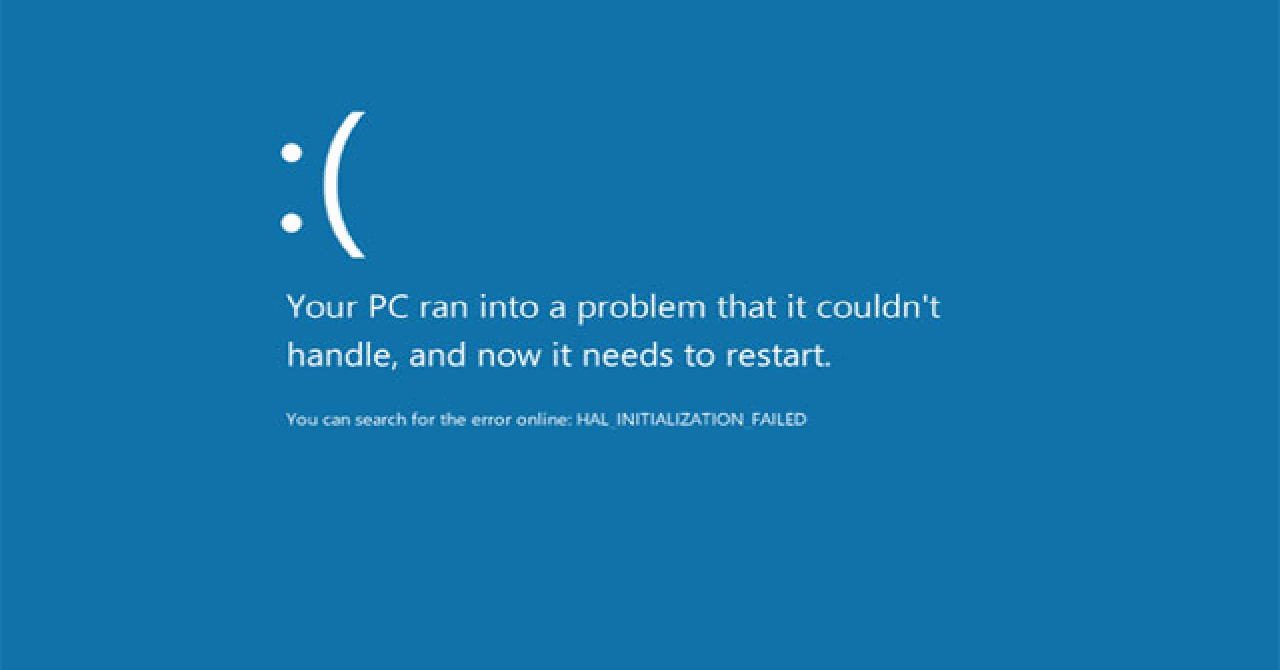 :(
Your PC ran into a problem that it couldn't
handle, and now it needs to restart.
You can search for the error online: HAL_INITIALIZATION_FAILED